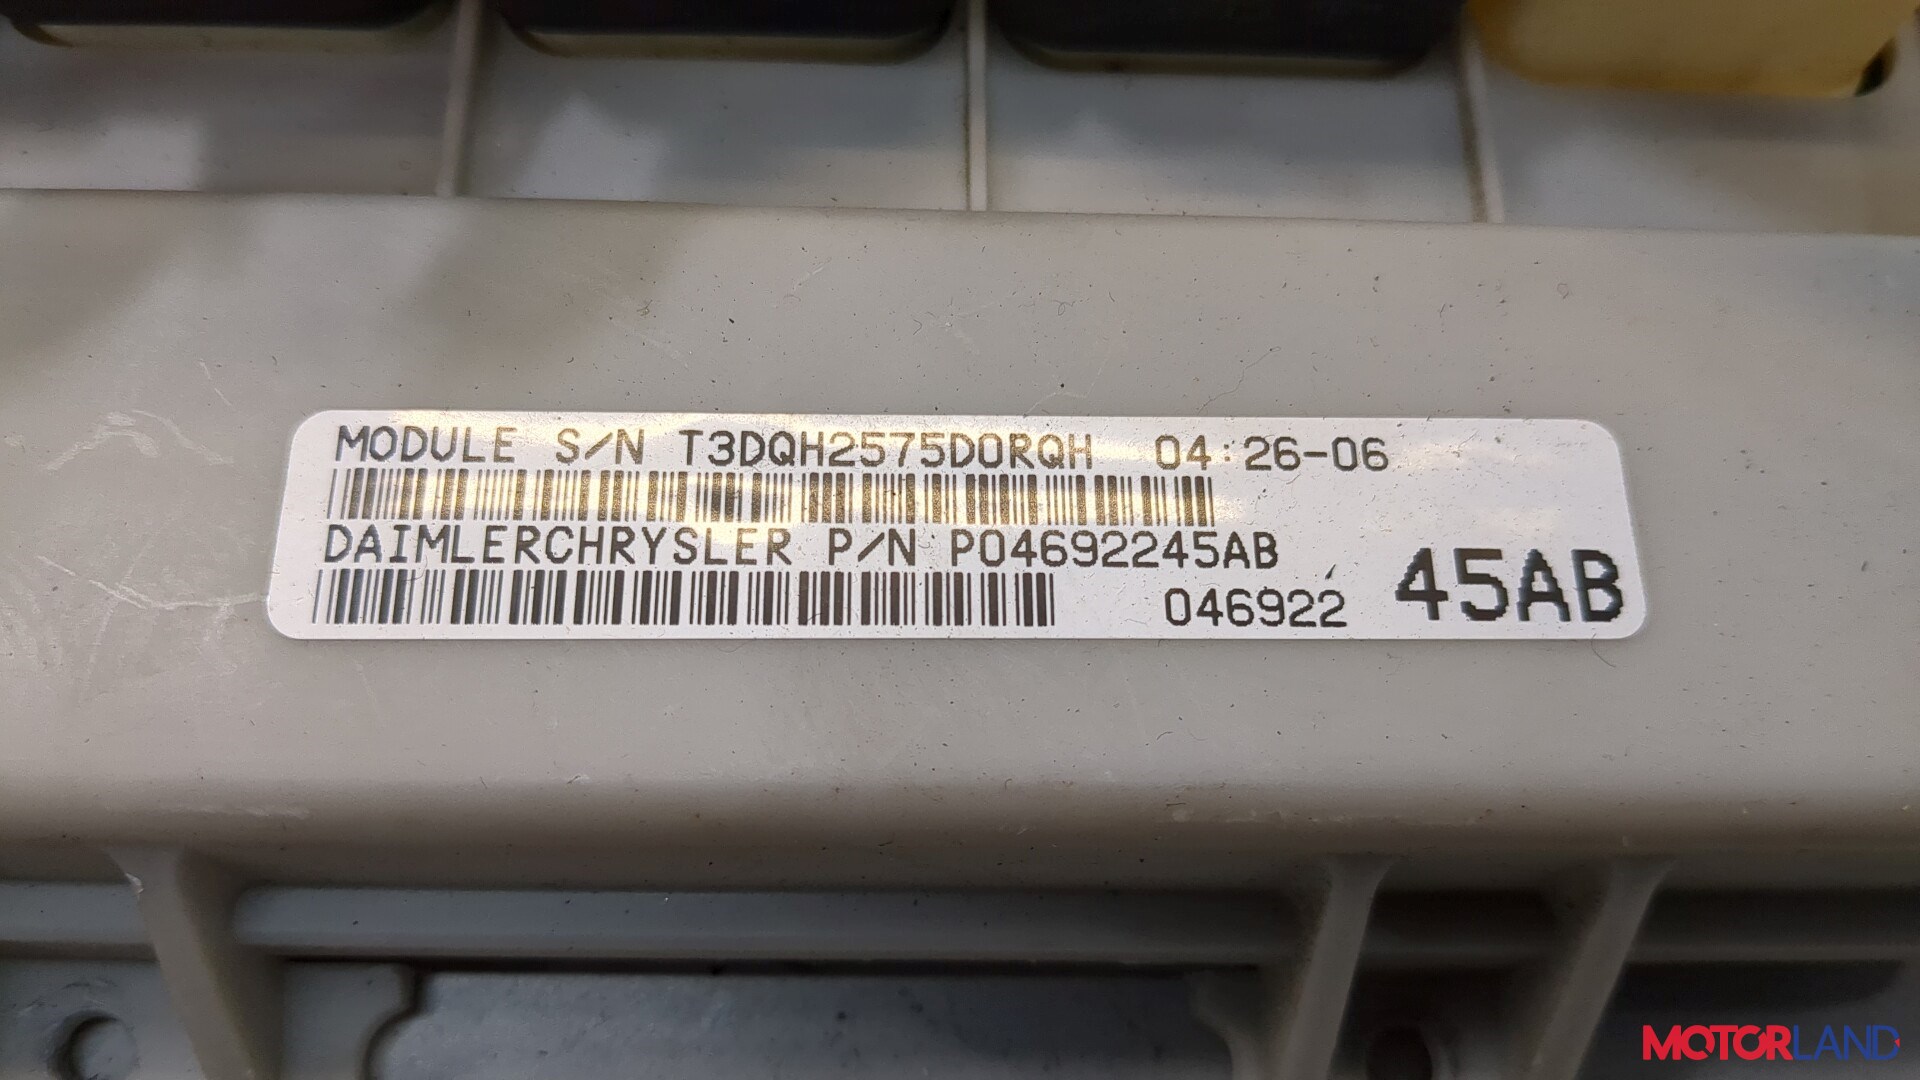 MODULE S/N T3DQH2575D0RQH 04:26-06
DAIMLERCHRYSLER P/N P04692245AB
046922 45AB
MOTORLAND